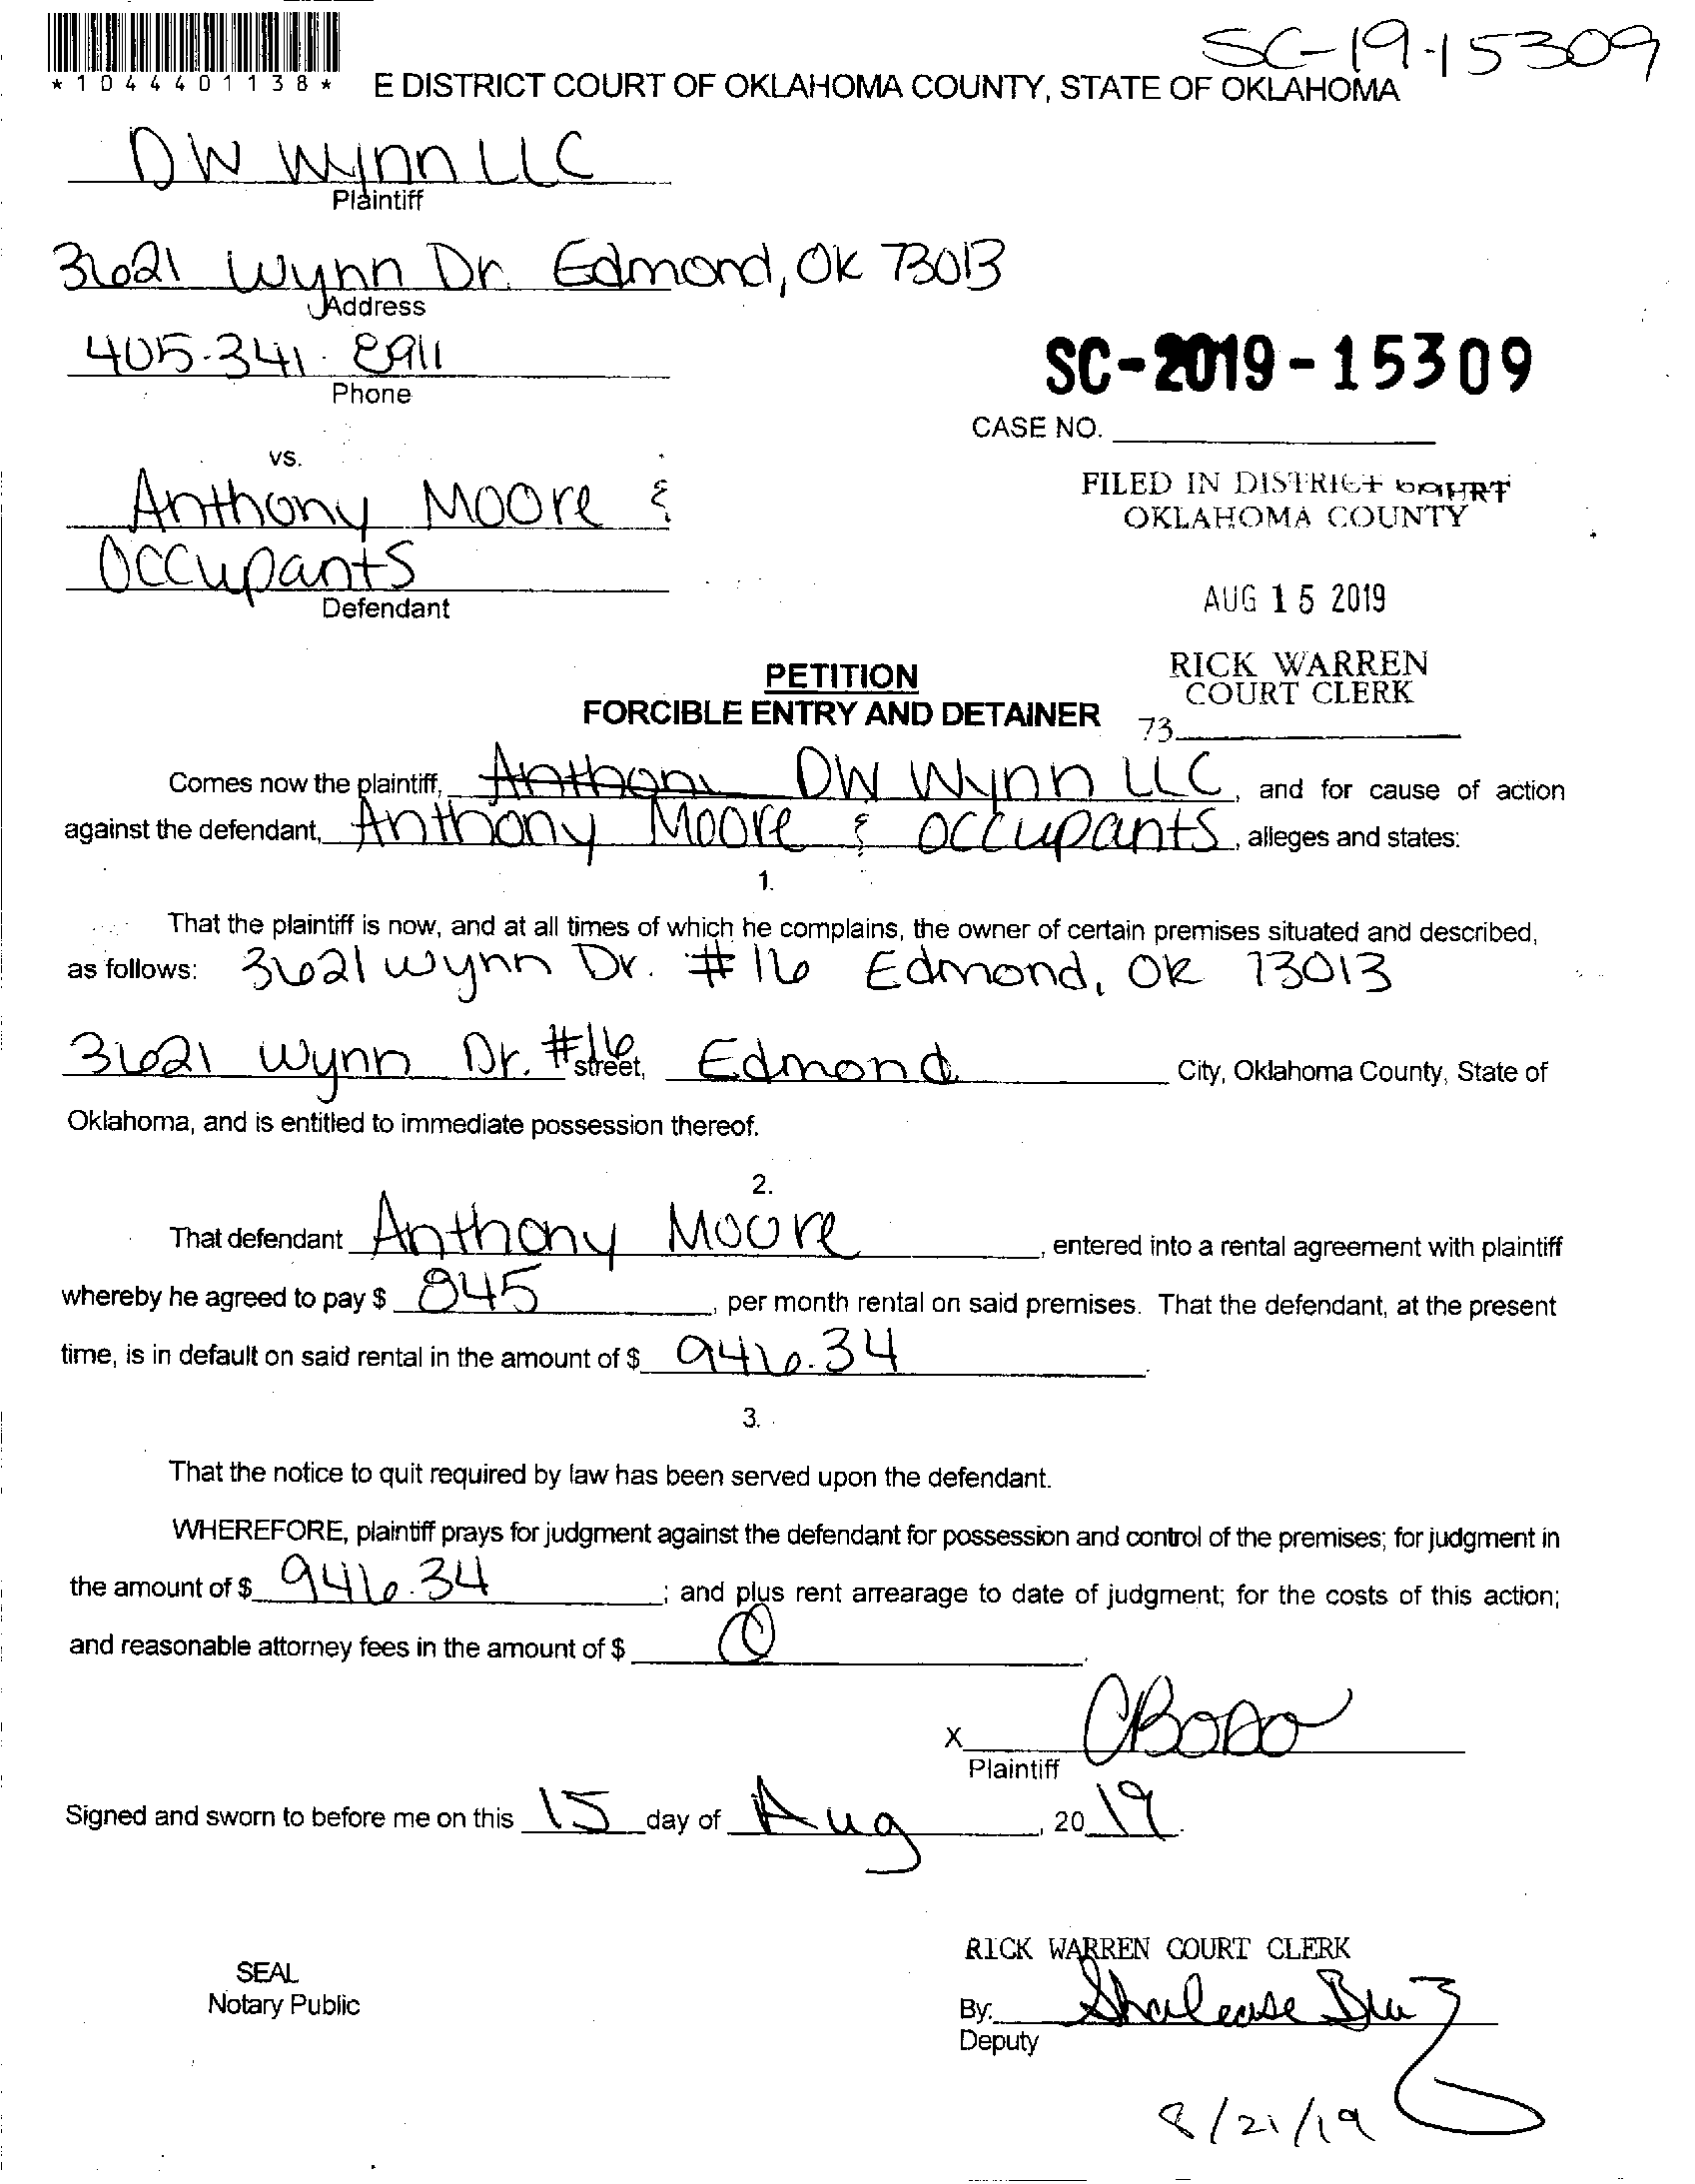 SC-19-15309
*1044401138*
E DISTRICT COURT OF OKLAHOMA COUNTY, STATE OF OKLAHOMA
DW Wynn LLC
Plaintiff
3621 Wynn Dr. Edmond, OK 73013
Address
405-341-8911
Phone
SC-2019-15309
CASE NO.
vs.
Anthony Moore &
Occupants
Defendant
FILED IN DISTRICT COURT
OKLAHOMA COUNTY
AUG 15 2019
RICK WARREN
COURT CLERK
73
PETITION
FORCIBLE ENTRY AND DETAINER
Comes now the plaintiff, Anthony DW Wynn LLC, and for cause of action
against the defendant, Anthony Moore & occupants, alleges and states:
1.
That the plaintiff is now, and at all times of which he complains, the owner of certain premises situated and described,
as follows: 3621 Wynn Dr. #16 Edmond, OK 73013
3621 Wynn Dr. #16 street, Edmond City, Oklahoma County, State of
Oklahoma, and is entitled to immediate possession thereof.
2.
That defendant Anthony Moore, entered into a rental agreement with plaintiff
whereby he agreed to pay $ 845, per month rental on said premises. That the defendant, at the present
time, is in default on said rental in the amount of $ 946.34.
3.
That the notice to quit required by law has been served upon the defendant.
WHEREFORE, plaintiff prays for judgment against the defendant for possession and control of the premises; for judgment in
the amount of $ 946.34; and plus rent arrearage to date of judgment; for the costs of this action;
and reasonable attorney fees in the amount of $ 0.
X
Plaintiff
Signed and sworn to before me on this 15 day of Aug, 2019.
SEAL
Notary Public
RICK WARREN COURT CLERK
By: Shalease
Deputy
8/21/19